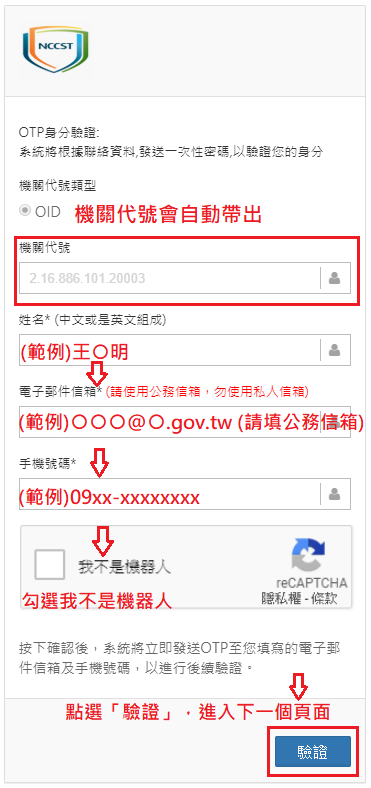 NCCST
OTP身分驗證:
系統將根據聯絡資料,發送一次性密碼,以驗證您的身分
機關代號類型
OID 機關代號會自動帶出
機關代號
2.16.886.101.20003
姓名* (中文或是英文組成)
(範例)王〇明
電子郵件信箱* (請使用公務信箱，勿使用私人信箱)
(範例)〇〇〇@〇.gov.tw (請填公務信箱)
手機號碼*
(範例)09xx-xxxxxxxx
我不是機器人
reCAPTCHA
隱私權 - 條款
勾選我不是機器人
按下確認後，系統將立即發送OTP至您填寫的電子郵
件信箱及手機號碼，以進行後續驗證。
點選「驗證」，進入下一個頁面
驗證